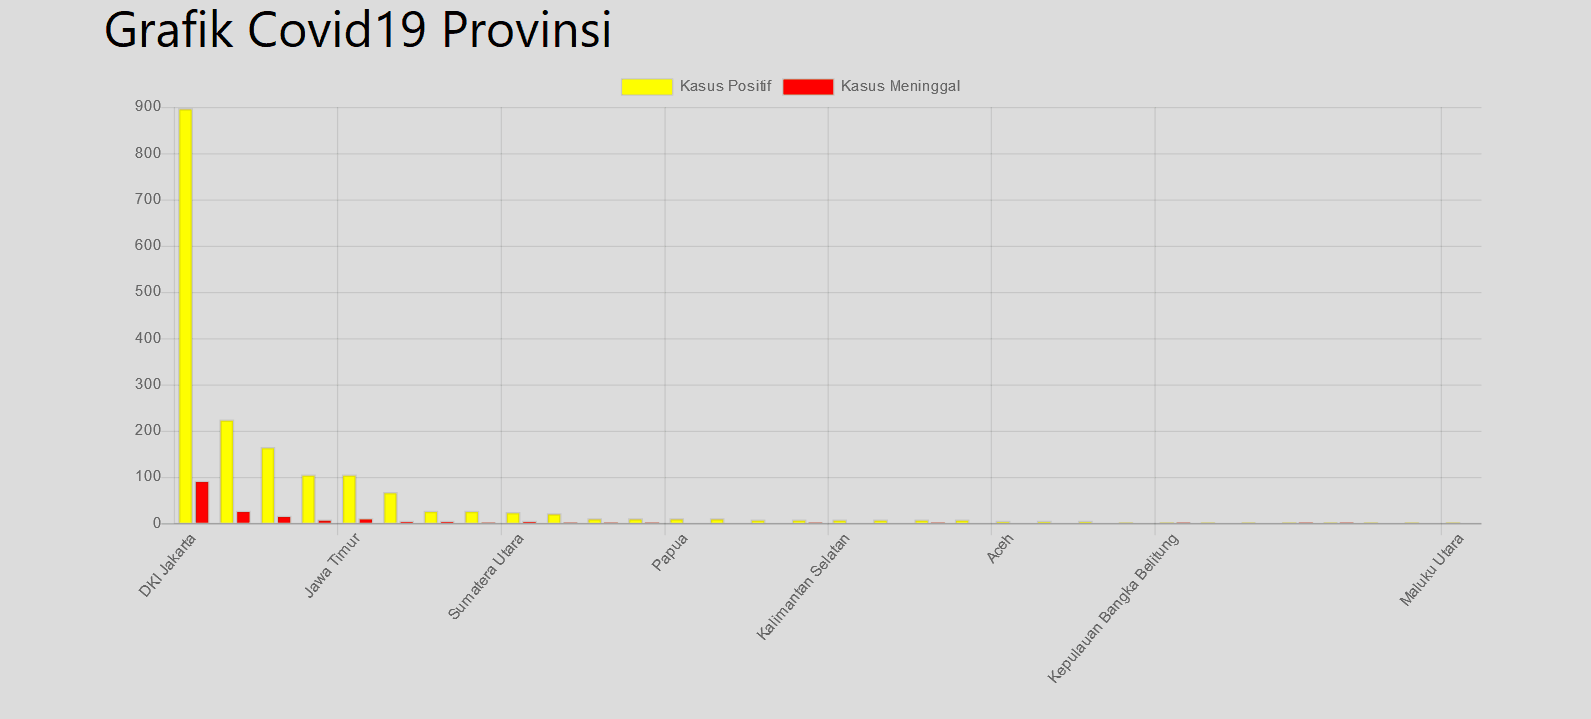 Grafik Covid19 Provinsi
Kasus Positif
Kasus Meninggal
900
800
700
600
500
400
300
200
100
0
DKI Jakarta
Jawa Timur
Sumatera Utara
Papua
Kalimantan Selatan
Aceh
Kepulauan Bangka Belitung
Maluku Utara